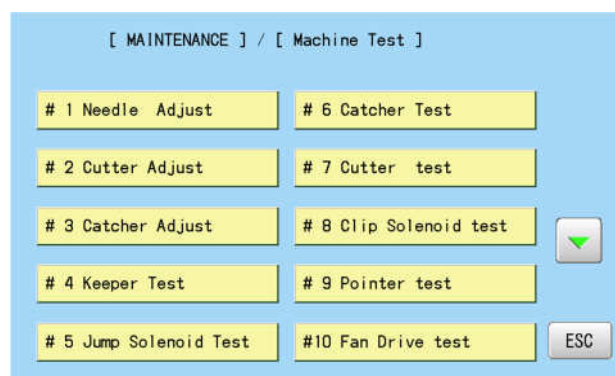 [ MAINTENANCE ] / [ Machine Test ]
# 1 Needle Adjust
# 2 Cutter Adjust
# 3 Catcher Adjust
# 4 Keeper Test
# 5 Jump Solenoid Test
# 6 Catcher Test
# 7 Cutter test
# 8 Clip Solenoid test
# 9 Pointer test
#10 Fan Drive test
ESC